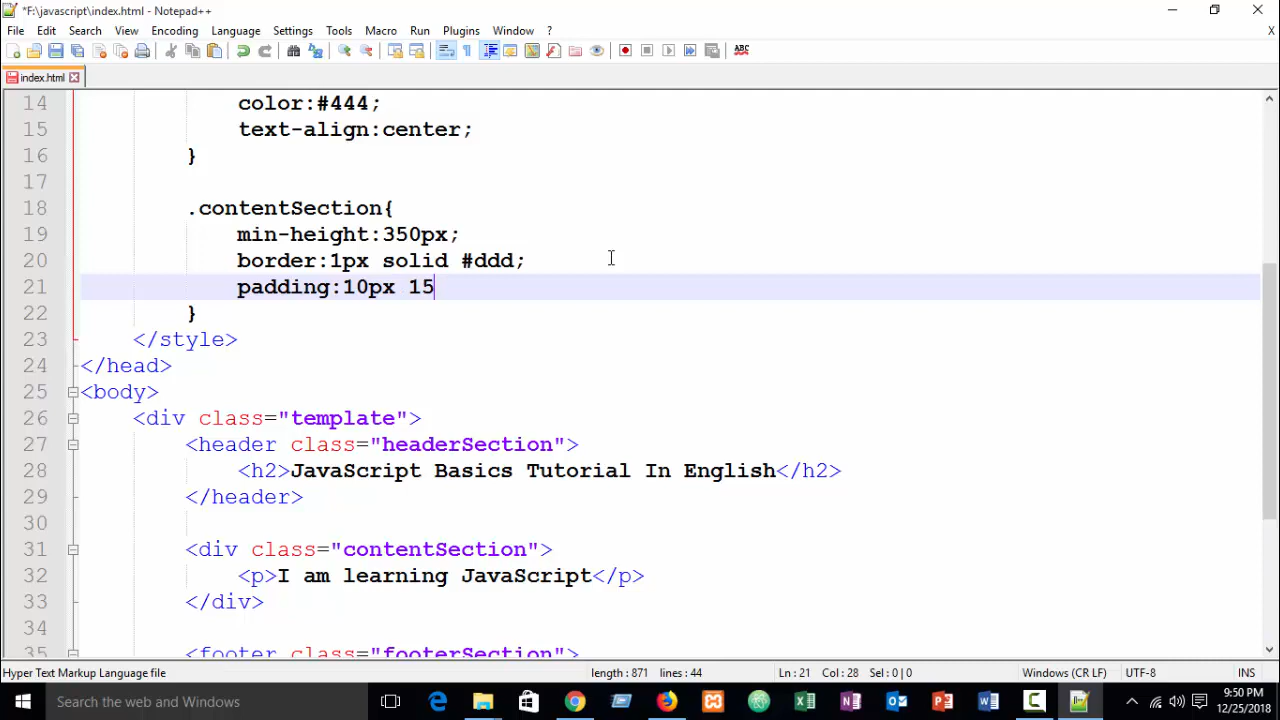 *F:\javascript\index.html - Notepad++
File Edit Search View Encoding Language Settings Tools Macro Run Plugins Window ? X
ABC
index.html
14 color:#444;
15 text-align:center;
16 }
17
18 .contentSection{
19 min-height:350px;
20 border:1px solid #ddd;
21 padding:10px 15
22 }
23 </style>
24 </head>
25 <body>
26 <div class="template">
27 <header class="headerSection">
28 <h2>JavaScript Basics Tutorial In English</h2>
29 </header>
30
31 <div class="contentSection">
32 <p>I am learning JavaScript</p>
33 </div>
34
35 <footer class="footerSection">
Hyper Text Markup Language file length : 871 lines : 44 Ln : 21 Col : 28 Sel : 0 | 0 Windows (CR LF) UTF-8 INS
Search the web and Windows
9:50 PM
12/25/2018